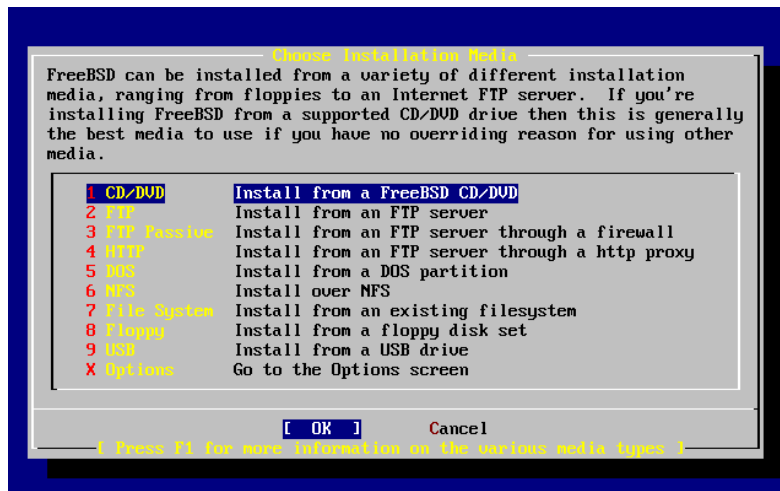 Choose Installation Media
FreeBSD can be installed from a variety of different installation
media, ranging from floppies to an Internet FTP server.  If you're
installing FreeBSD from a supported CD/DVD drive then this is generally
the best media to use if you have no overriding reason for using other
media.
1 CD/DVD Install from a FreeBSD CD/DVD
2 FTP Install from an FTP server
3 FTP Passive Install from an FTP server through a firewall
4 HTTP Install from an FTP server through a http proxy
5 DOS Install from a DOS partition
6 NFS Install over NFS
7 File System Install from an existing filesystem
8 Floppy Install from a floppy disk set
9 USB Install from a USB drive
X Options Go to the Options screen
[ OK ] Cancel
[ Press F1 for more information on the various media types ]